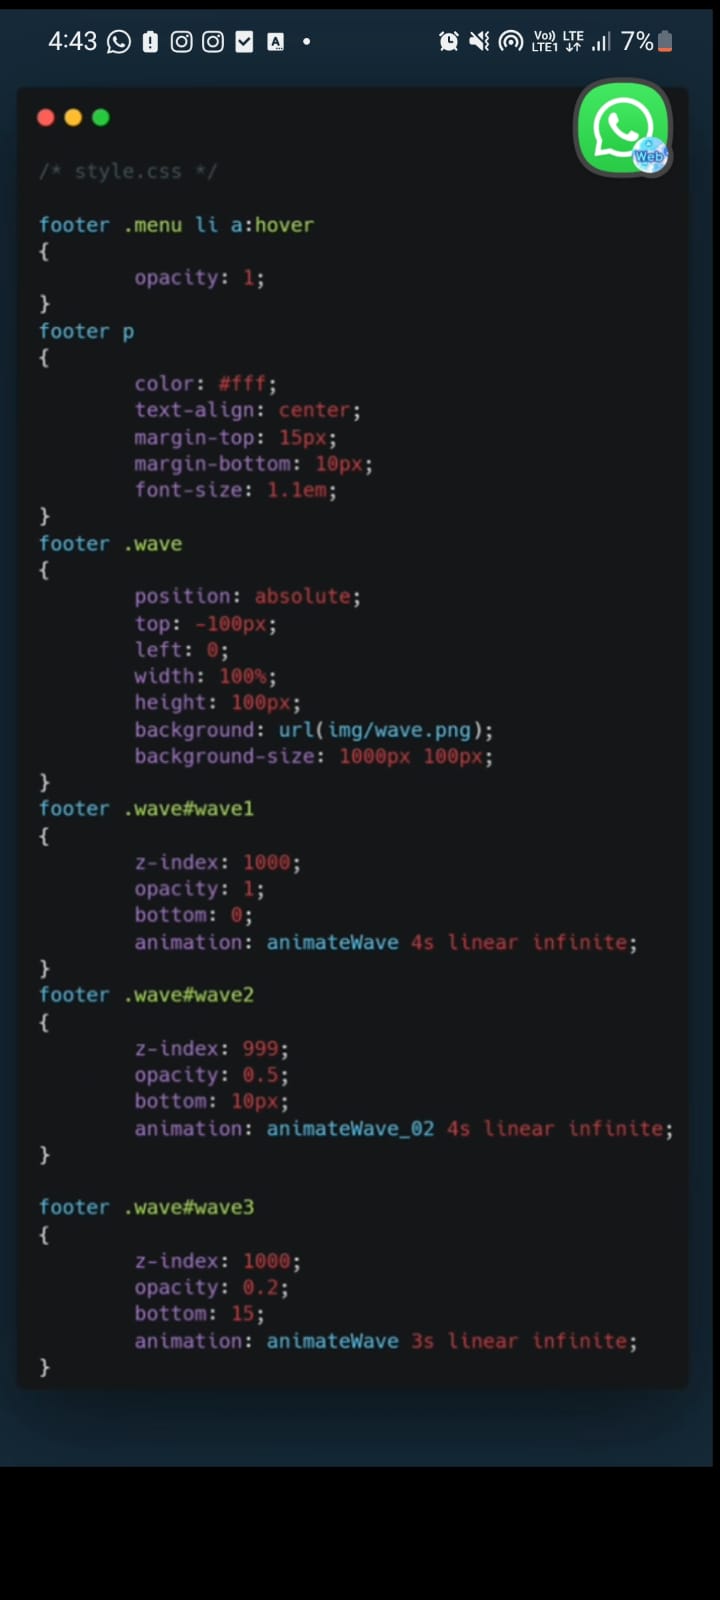 4:43
Vo) LTE
LTE1
7%
Web
/* style.css */
footer .menu li a:hover
{
opacity: 1;
}
footer p
{
color: #fff;
text-align: center;
margin-top: 15px;
margin-bottom: 10px;
font-size: 1.1em;
}
footer .wave
{
position: absolute;
top: -100px;
left: 0;
width: 100%;
height: 100px;
background: url(img/wave.png);
background-size: 1000px 100px;
}
footer .wave#wave1
{
z-index: 1000;
opacity: 1;
bottom: 0;
animation: animateWave 4s linear infinite;
}
footer .wave#wave2
{
z-index: 999;
opacity: 0.5;
bottom: 10px;
animation: animateWave_02 4s linear infinite;
}
footer .wave#wave3
{
z-index: 1000;
opacity: 0.2;
bottom: 15;
animation: animateWave 3s linear infinite;
}